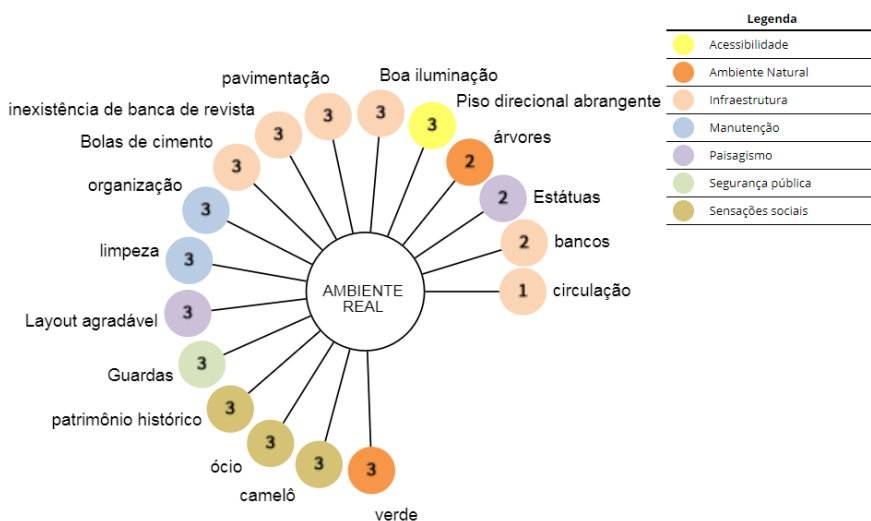 Legenda
Acessibilidade
Ambiente Natural
Infraestrutura
Manutenção
Paisagismo
Segurança pública
Sensações sociais
AMBIENTE
REAL
Boa iluminação
3
Piso direcional abrangente
3
árvores
2
Estátuas
2
bancos
2
circulação
1
verde
3
camelô
3
ócio
3
patrimônio histórico
3
Guardas
3
Layout agradável
3
limpeza
3
organização
3
Bolas de cimento
3
inexistência de banca de revista
3
pavimentação
3